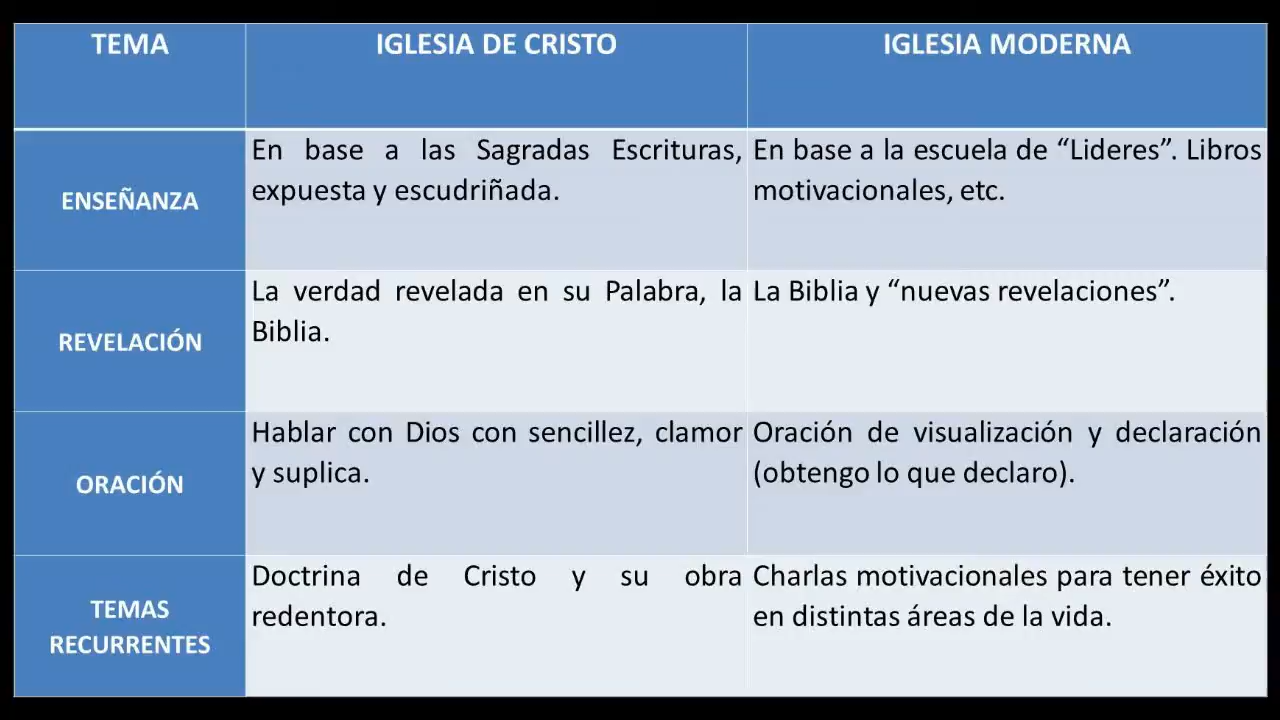 TEMA
IGLESIA DE CRISTO
IGLESIA MODERNA
ENSEÑANZA
En base a las Sagradas Escrituras,
expuesta y escudriñada.
En base a la escuela de “Lideres”. Libros
motivacionales, etc.
REVELACIÓN
La verdad revelada en su Palabra, la
Biblia.
La Biblia y “nuevas revelaciones”.
ORACIÓN
Hablar con Dios con sencillez, clamor
y suplica.
Oración de visualización y declaración
(obtengo lo que declaro).
TEMAS
RECURRENTES
Doctrina de Cristo y su obra
redentora.
Charlas motivacionales para tener éxito
en distintas áreas de la vida.